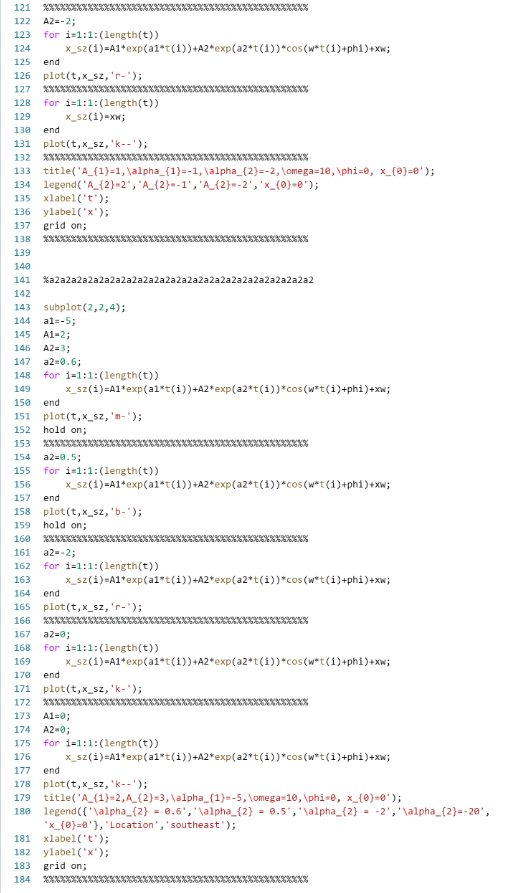 121 %%%%%%%%%%%%%%%%%%%%%%%%%%%%%%%%%%%%%%%%%%%%%%%%
122 A2=-2;
123 for i=1:1:(length(t))
124 x_sz(i)=A1*exp(a1*t(i))+A2*exp(a2*t(i))*cos(w*t(i)+phi)+xw;
125 end
126 plot(t,x_sz,'r-');
127 %%%%%%%%%%%%%%%%%%%%%%%%%%%%%%%%%%%%%%%%%%%%%%%%
128 for i=1:1:(length(t))
129 x_sz(i)=xw;
130 end
131 plot(t,x_sz,'k--');
132 %%%%%%%%%%%%%%%%%%%%%%%%%%%%%%%%%%%%%%%%%%%%%%%%
133 title('A_{1}=1,\alpha_{1}=-1,\alpha_{2}=-2,\omega=10,\phi=0, x_{0}=0');
134 legend('A_{2}=2','A_{2}=-1','A_{2}=-2','x_{0}=0');
135 xlabel('t');
136 ylabel('x');
137 grid on;
138 %%%%%%%%%%%%%%%%%%%%%%%%%%%%%%%%%%%%%%%%%%%%%%%%
139
140
141 %a2a2a2a2a2a2a2a2a2a2a2a2a2a2a2a2a2a2a2a2a2a2a2a2
142
143 subplot(2,2,4);
144 a1=-5;
145 A1=2;
146 A2=3;
147 a2=0.6;
148 for i=1:1:(length(t))
149 x_sz(i)=A1*exp(a1*t(i))+A2*exp(a2*t(i))*cos(w*t(i)+phi)+xw;
150 end
151 plot(t,x_sz,'m-');
152 hold on;
153 %%%%%%%%%%%%%%%%%%%%%%%%%%%%%%%%%%%%%%%%%%%%%%%%
154 a2=0.5;
155 for i=1:1:(length(t))
156 x_sz(i)=A1*exp(a1*t(i))+A2*exp(a2*t(i))*cos(w*t(i)+phi)+xw;
157 end
158 plot(t,x_sz,'b-');
159 hold on;
160 %%%%%%%%%%%%%%%%%%%%%%%%%%%%%%%%%%%%%%%%%%%%%%%%
161 a2=-2;
162 for i=1:1:(length(t))
163 x_sz(i)=A1*exp(a1*t(i))+A2*exp(a2*t(i))*cos(w*t(i)+phi)+xw;
164 end
165 plot(t,x_sz,'r-');
166 %%%%%%%%%%%%%%%%%%%%%%%%%%%%%%%%%%%%%%%%%%%%%%%%
167 a2=0;
168 for i=1:1:(length(t))
169 x_sz(i)=A1*exp(a1*t(i))+A2*exp(a2*t(i))*cos(w*t(i)+phi)+xw;
170 end
171 plot(t,x_sz,'k-');
172 %%%%%%%%%%%%%%%%%%%%%%%%%%%%%%%%%%%%%%%%%%%%%%%%
173 A1=0;
174 A2=0;
175 for i=1:1:(length(t))
176 x_sz(i)=A1*exp(a1*t(i))+A2*exp(a2*t(i))*cos(w*t(i)+phi)+xw;
177 end
178 plot(t,x_sz,'k--');
179 title('A_{1}=2,A_{2}=3,\alpha_{1}=-5,\omega=10,\phi=0, x_{0}=0');
180 legend({'\alpha_{2} = 0.6','\alpha_{2} = 0.5','\alpha_{2} = -2','\alpha_{2}=-20',
'x_{0}=0'},'Location','southeast');
181 xlabel('t');
182 ylabel('x');
183 grid on;
184 %%%%%%%%%%%%%%%%%%%%%%%%%%%%%%%%%%%%%%%%%%%%%%%%